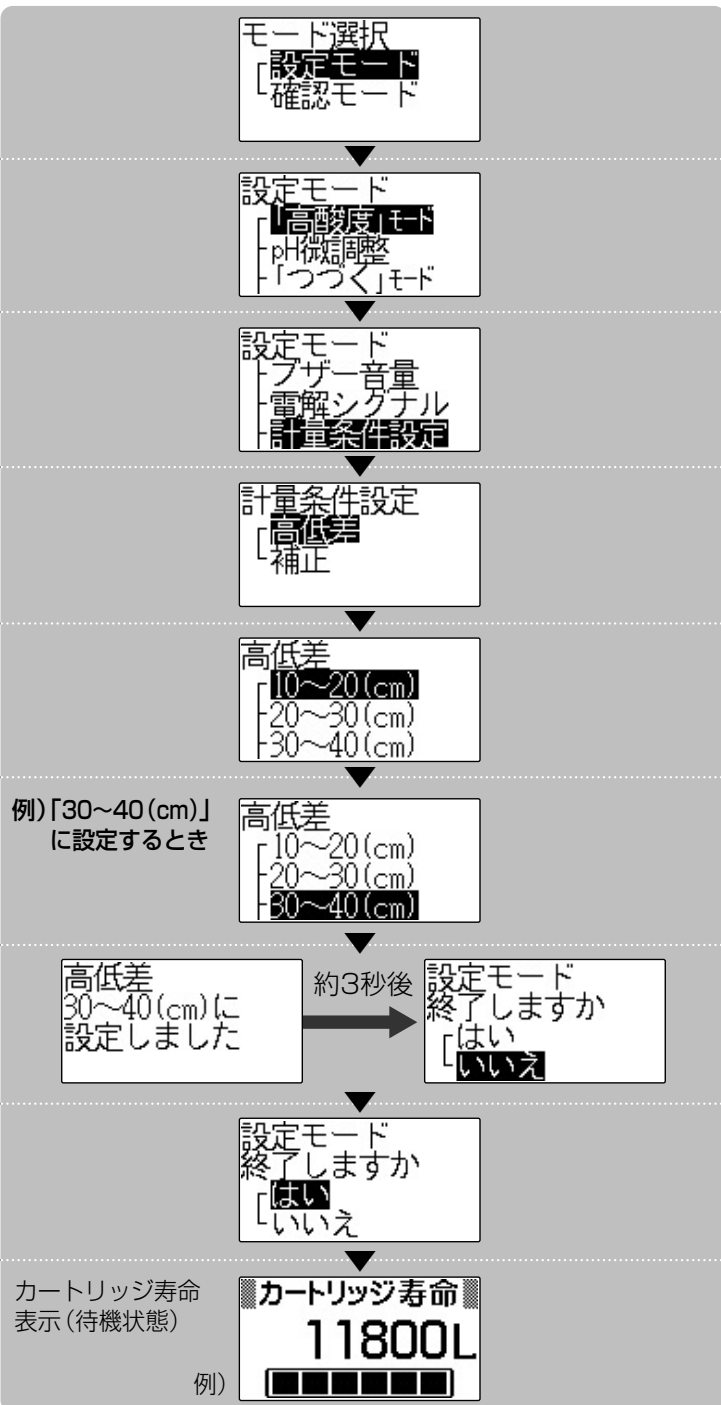 モード選択
設定モード
確認モード
設定モード
「高酸度」モード
pH微調整
「つづく」モード
設定モード
ブザー音量
電解シグナル
計量条件設定
計量条件設定
高低差
補正
高低差
10～20(cm)
20～30(cm)
30～40(cm)
例)「30～40(cm)」
に設定するとき
高低差
10～20(cm)
20～30(cm)
30～40(cm)
高低差
30～40(cm)に
設定しました
約3秒後
設定モード
終了しますか
はい
いいえ
設定モード
終了しますか
はい
いいえ
カートリッジ寿命
表示(待機状態)
カートリッジ寿命
11800L
例)